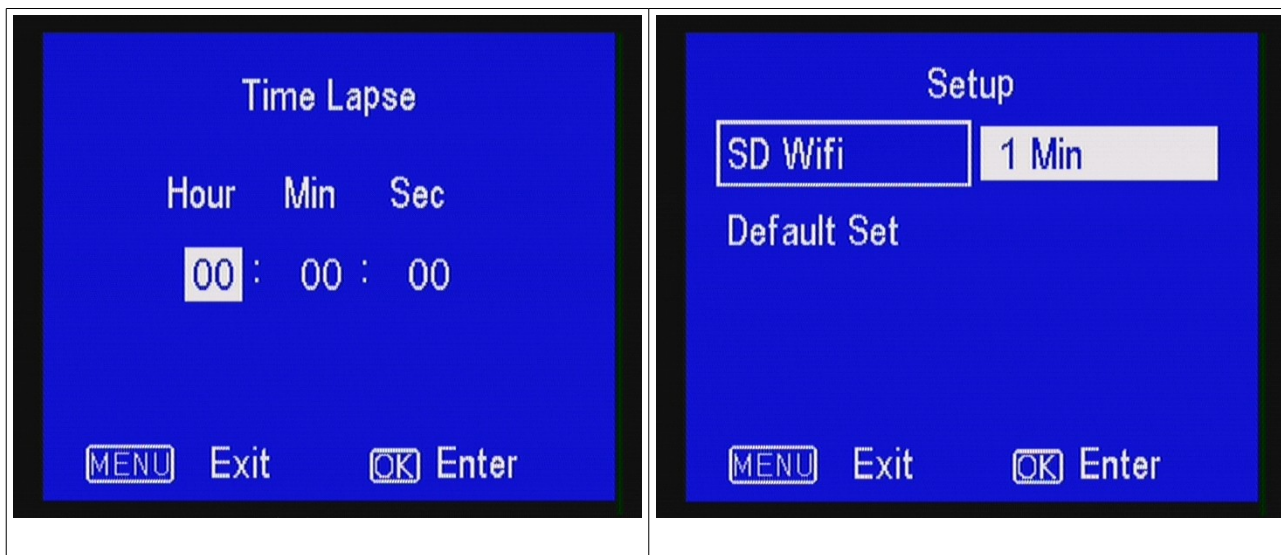 Time Lapse
Hour Min Sec
00 : 00 : 00
MENU Exit OK Enter
Setup
SD Wifi 1 Min
Default Set
MENU Exit OK Enter